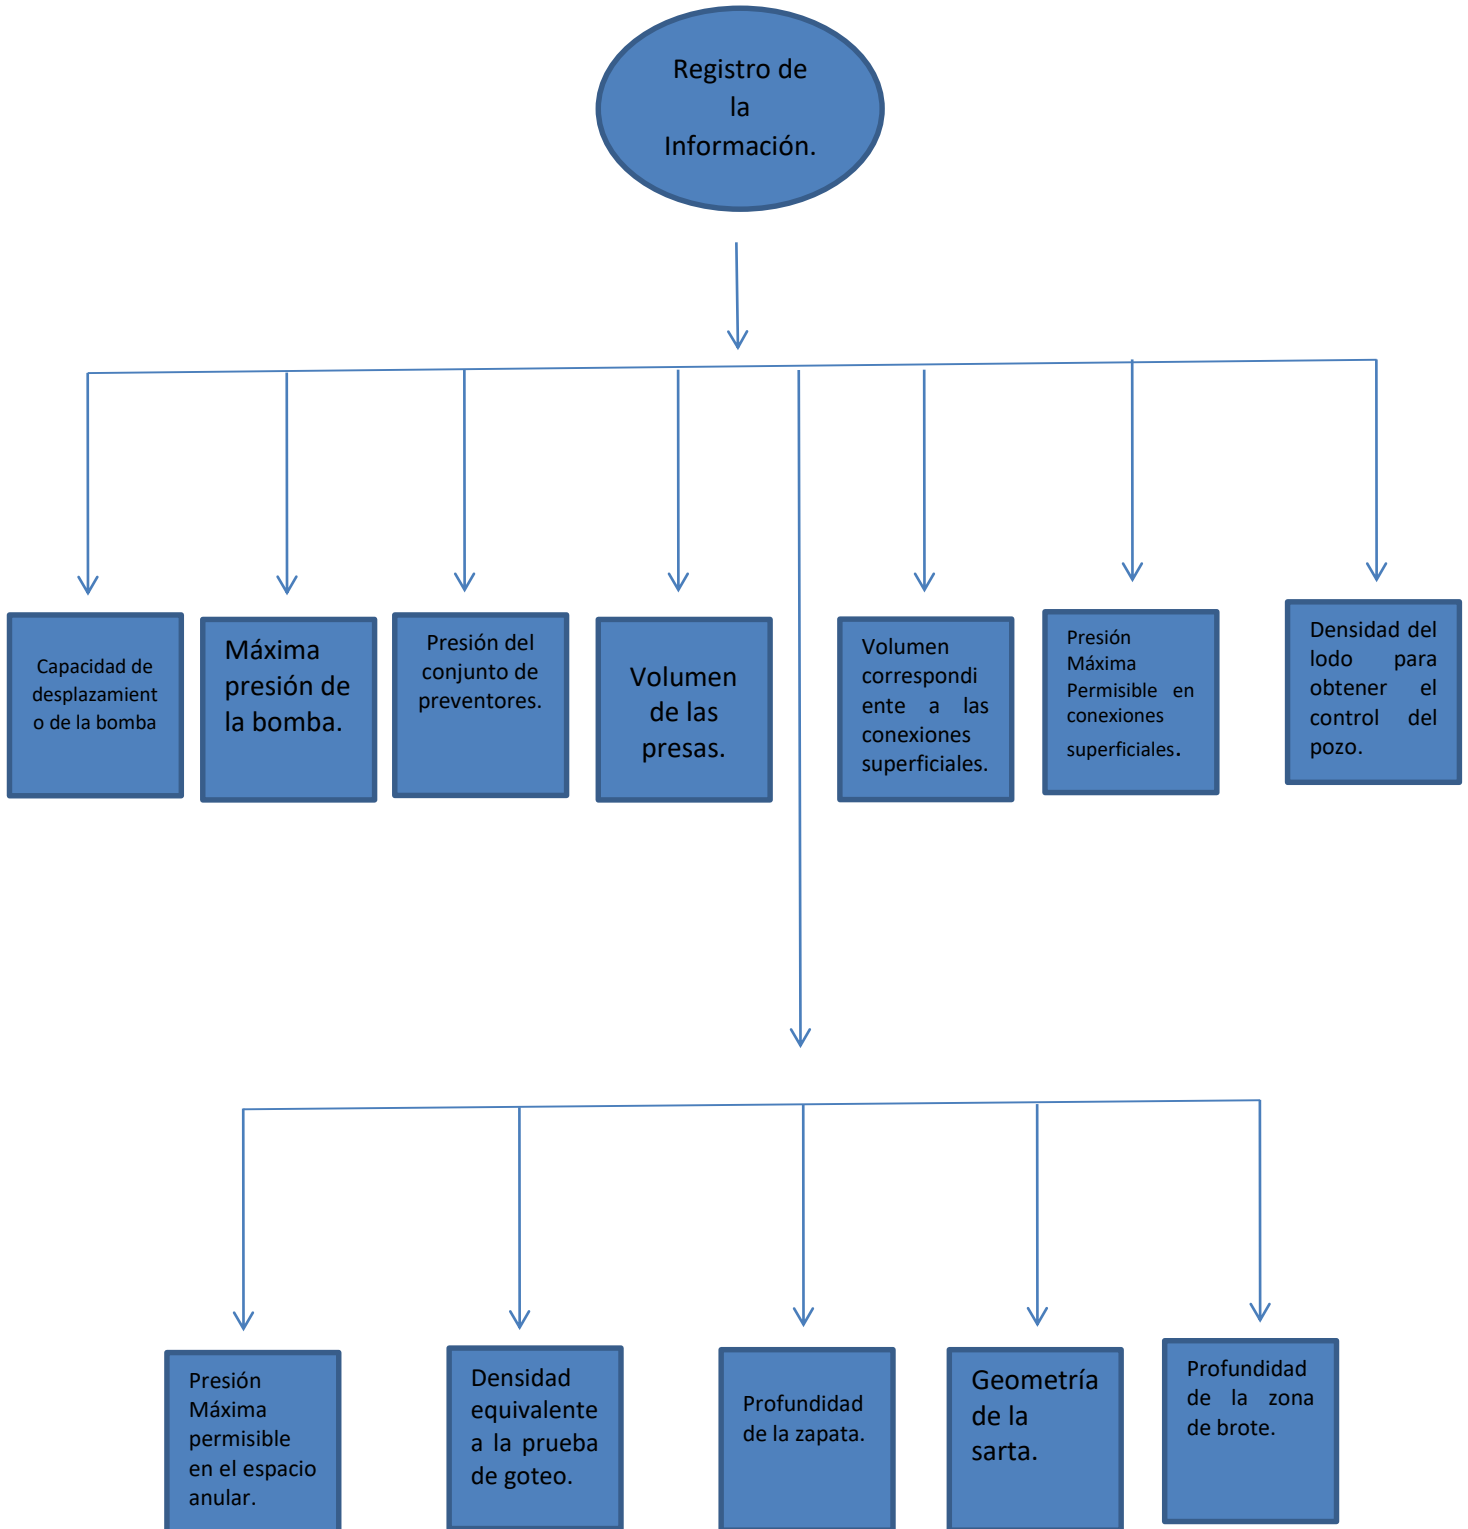 Registro de
la
Información.
Capacidad de
desplazamient
o de la bomba
Máxima
presión de
la bomba.
Presión del
conjunto de
preventores.
Volumen
de las
presas.
Volumen
correspondi
ente a las
conexiones
superficiales.
Presión
Máxima
Permisible en
conexiones
superficiales.
Densidad del
lodo para
obtener el
control del
pozo.
Presión
Máxima
permisible
en el espacio
anular.
Densidad
equivalente
a la prueba
de goteo.
Profundidad
de la zapata.
Geometría
de la
sarta.
Profundidad
de la zona
de brote.